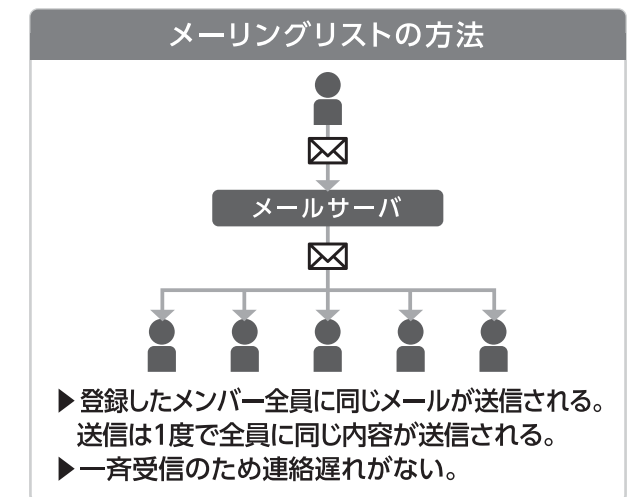 メーリングリストの方法
メールサーバ
▶登録したメンバー全員に同じメールが送信される。
送信は1度で全員に同じ内容が送信される。
▶一斉受信のため連絡遅れがない。